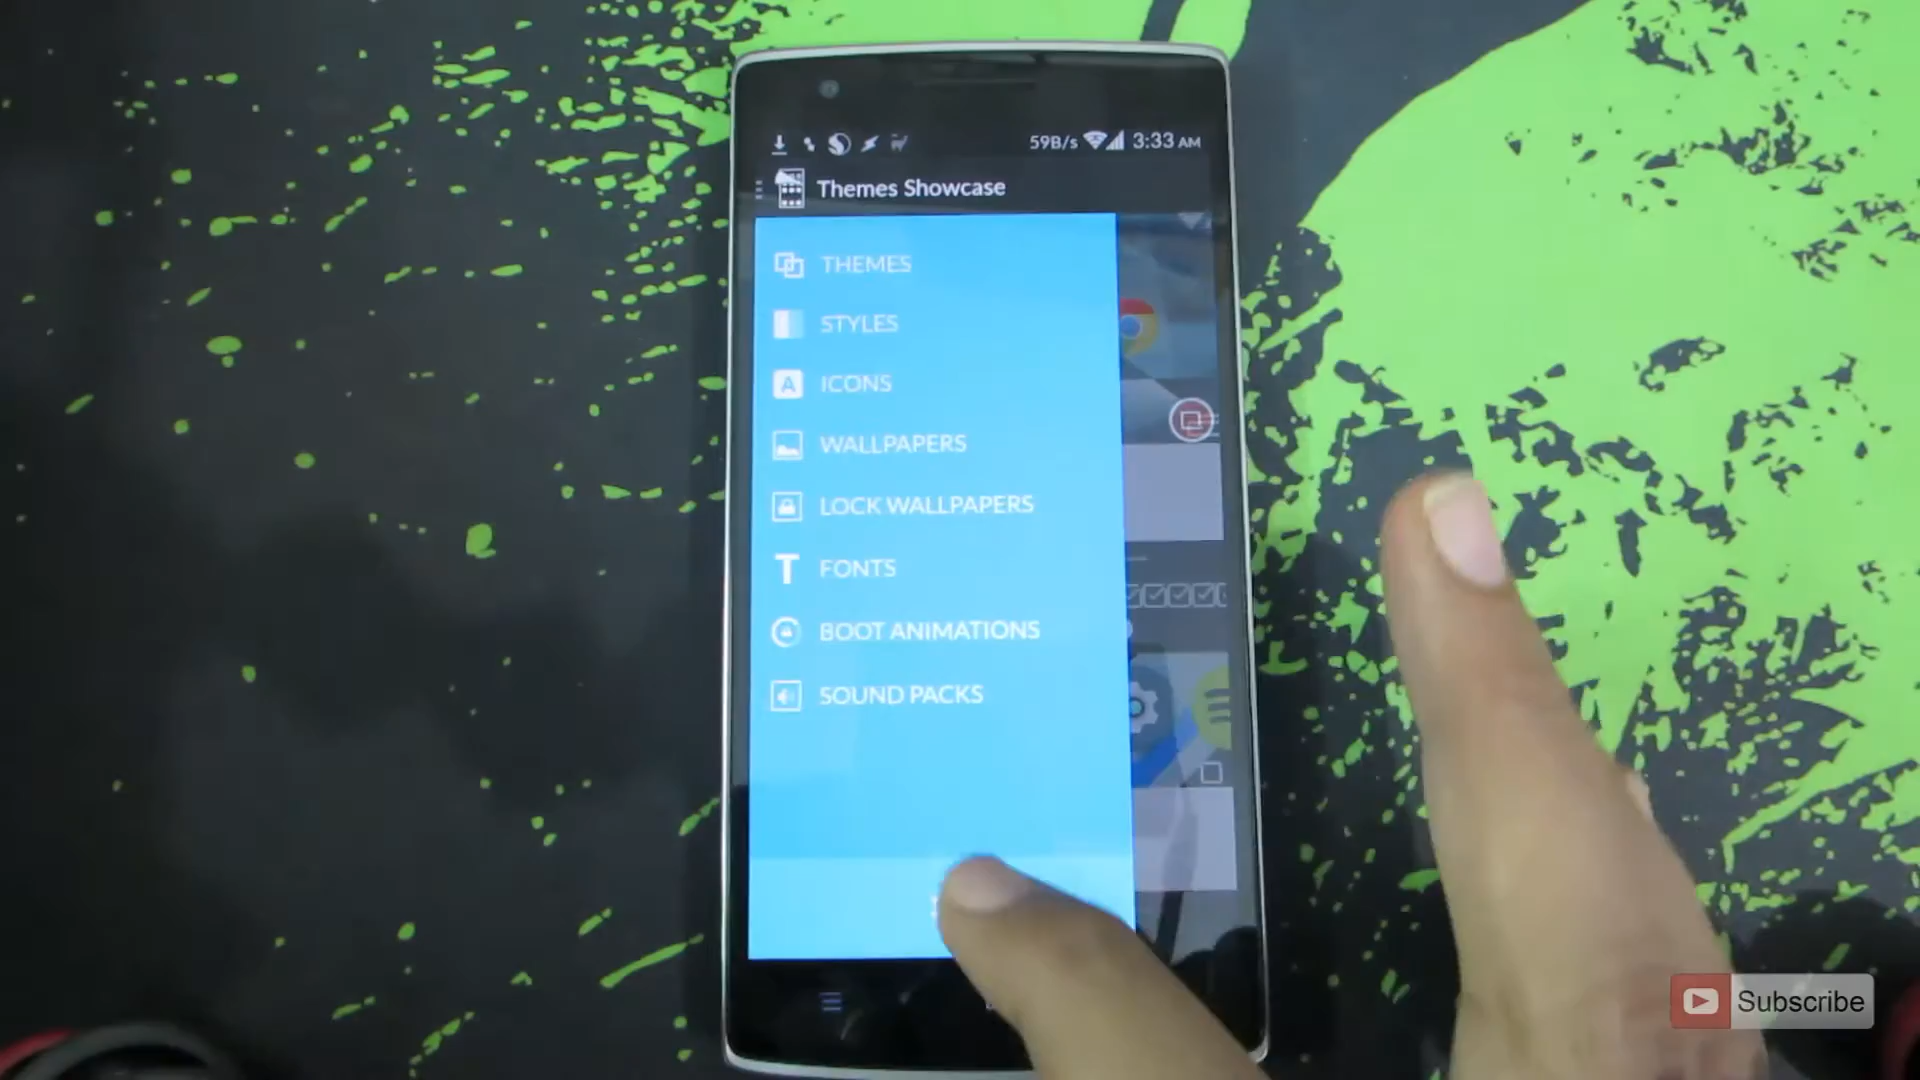 59B/s 3:33 AM
Themes Showcase
THEMES
STYLES
A ICONS
WALLPAPERS
LOCK WALLPAPERS
T FONTS
BOOT ANIMATIONS
SOUND PACKS
Subscribe